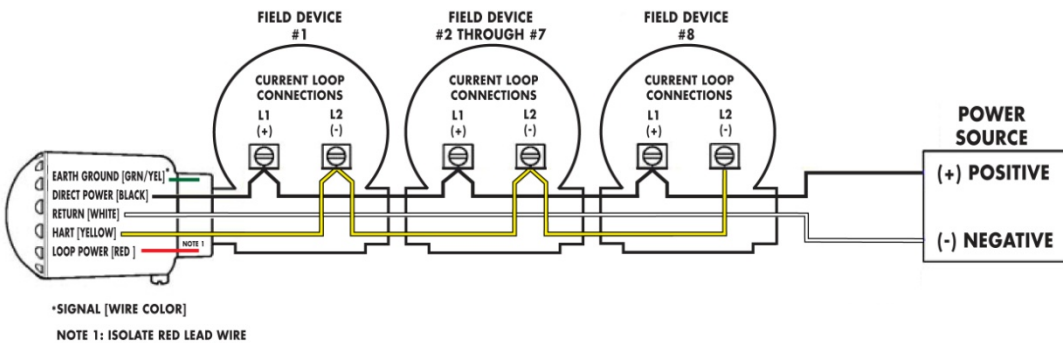 FIELD DEVICE
#1
FIELD DEVICE
#2 THROUGH #7
FIELD DEVICE
#8
CURRENT LOOP
CONNECTIONS
L1
(+)
L2
(-)
CURRENT LOOP
CONNECTIONS
L1
(+)
L2
(-)
CURRENT LOOP
CONNECTIONS
L1
(+)
L2
(-)
POWER
SOURCE
(+) POSITIVE
(-) NEGATIVE
EARTH GROUND [GRN/YEL]*
DIRECT POWER [BLACK]
RETURN [WHITE]
HART [YELLOW]
LOOP POWER [RED ]
NOTE 1
*SIGNAL [WIRE COLOR]
NOTE 1: ISOLATE RED LEAD WIRE